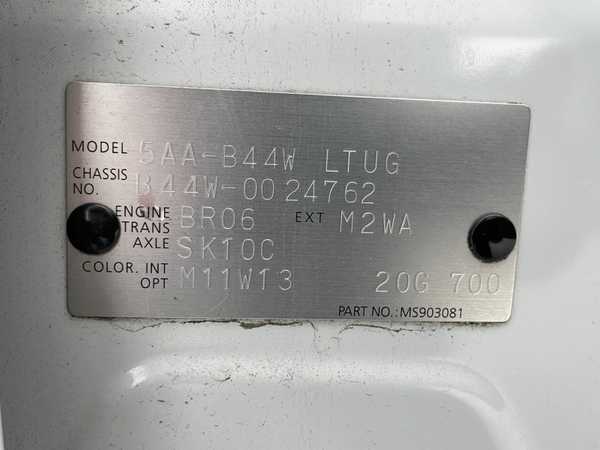 MODEL 5AA-B44W LTUG
CHASSIS NO. B44W-0024762
ENGINE BR06 EXT M2WA
TRANS AXLE SK10C
COLOR. INT OPT M11W13 20G 700
PART NO.:MS903081